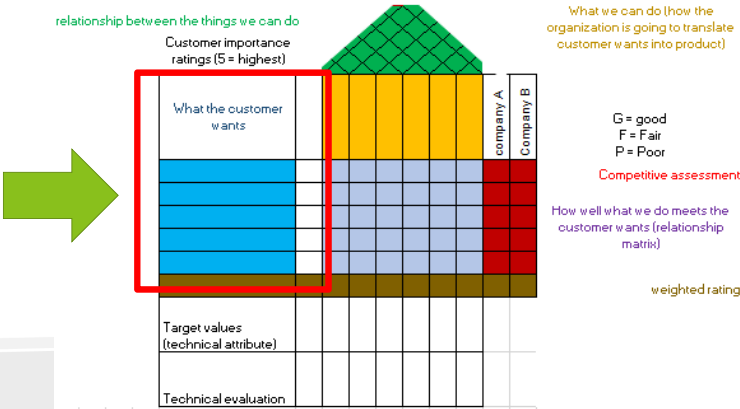 relationship between the things we can do
Customer importance
ratings (5 = highest)
What we can do (how the
organization is going to translate
customer wants into product)
What the customer
wants
company A
Company B
G = good
F = Fair
P = Poor
Competitive assessment
How well what we do meets the
customer wants (relationship
matrix)
weighted rating
Target values
(technical attribute)
Technical evaluation